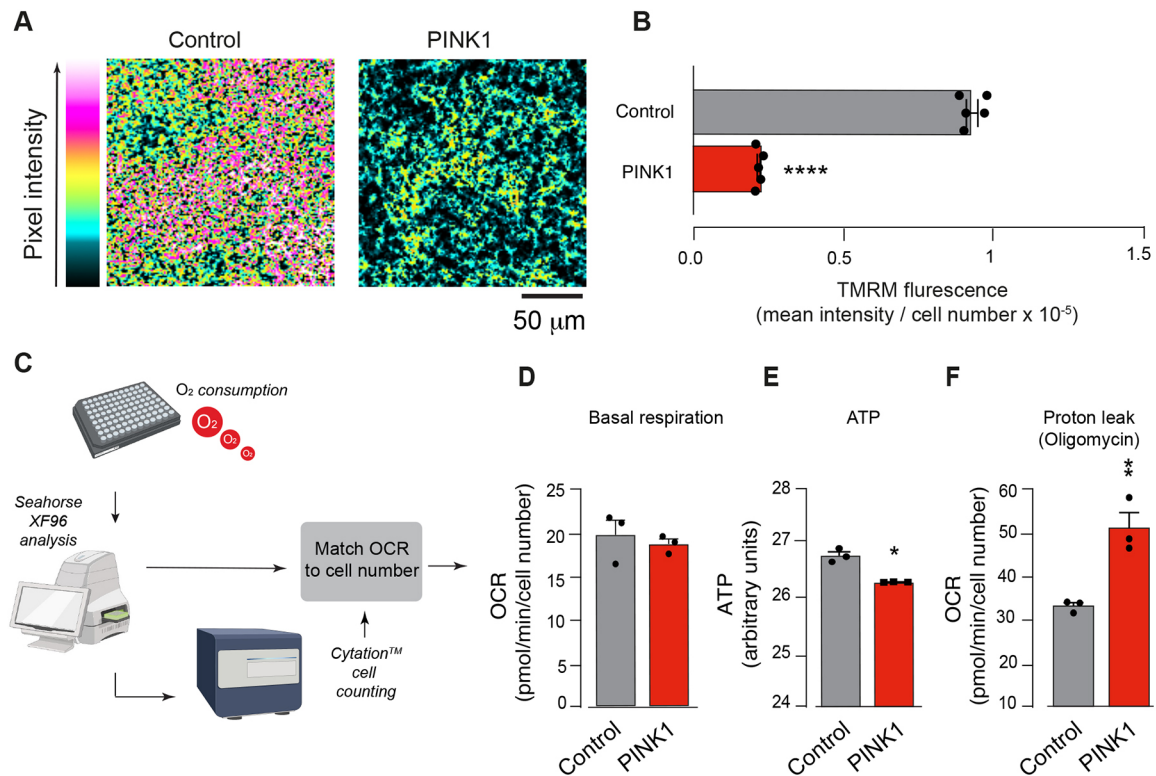 A
Control
PINK1
Pixel intensity
50 μm
B
Control
PINK1
****
0.0
0.5
1
1.5
TMRM flurescence
(mean intensity / cell number x 10-5)
C
O2 consumption
O2
O2
O2
Seahorse
XF96
analysis
Match OCR
to cell number
CytationTM
cell
counting
D
Basal respiration
OCR
(pmol/min/cell number)
25
20
15
10
5
0
Control
PINK1
E
ATP
ATP
(arbitrary units)
28
27
26
25
24
*
Control
PINK1
F
Proton leak
(Oligomycin)
**
OCR
(pmol/min/cell number)
60
50
40
30
20
10
Control
PINK1